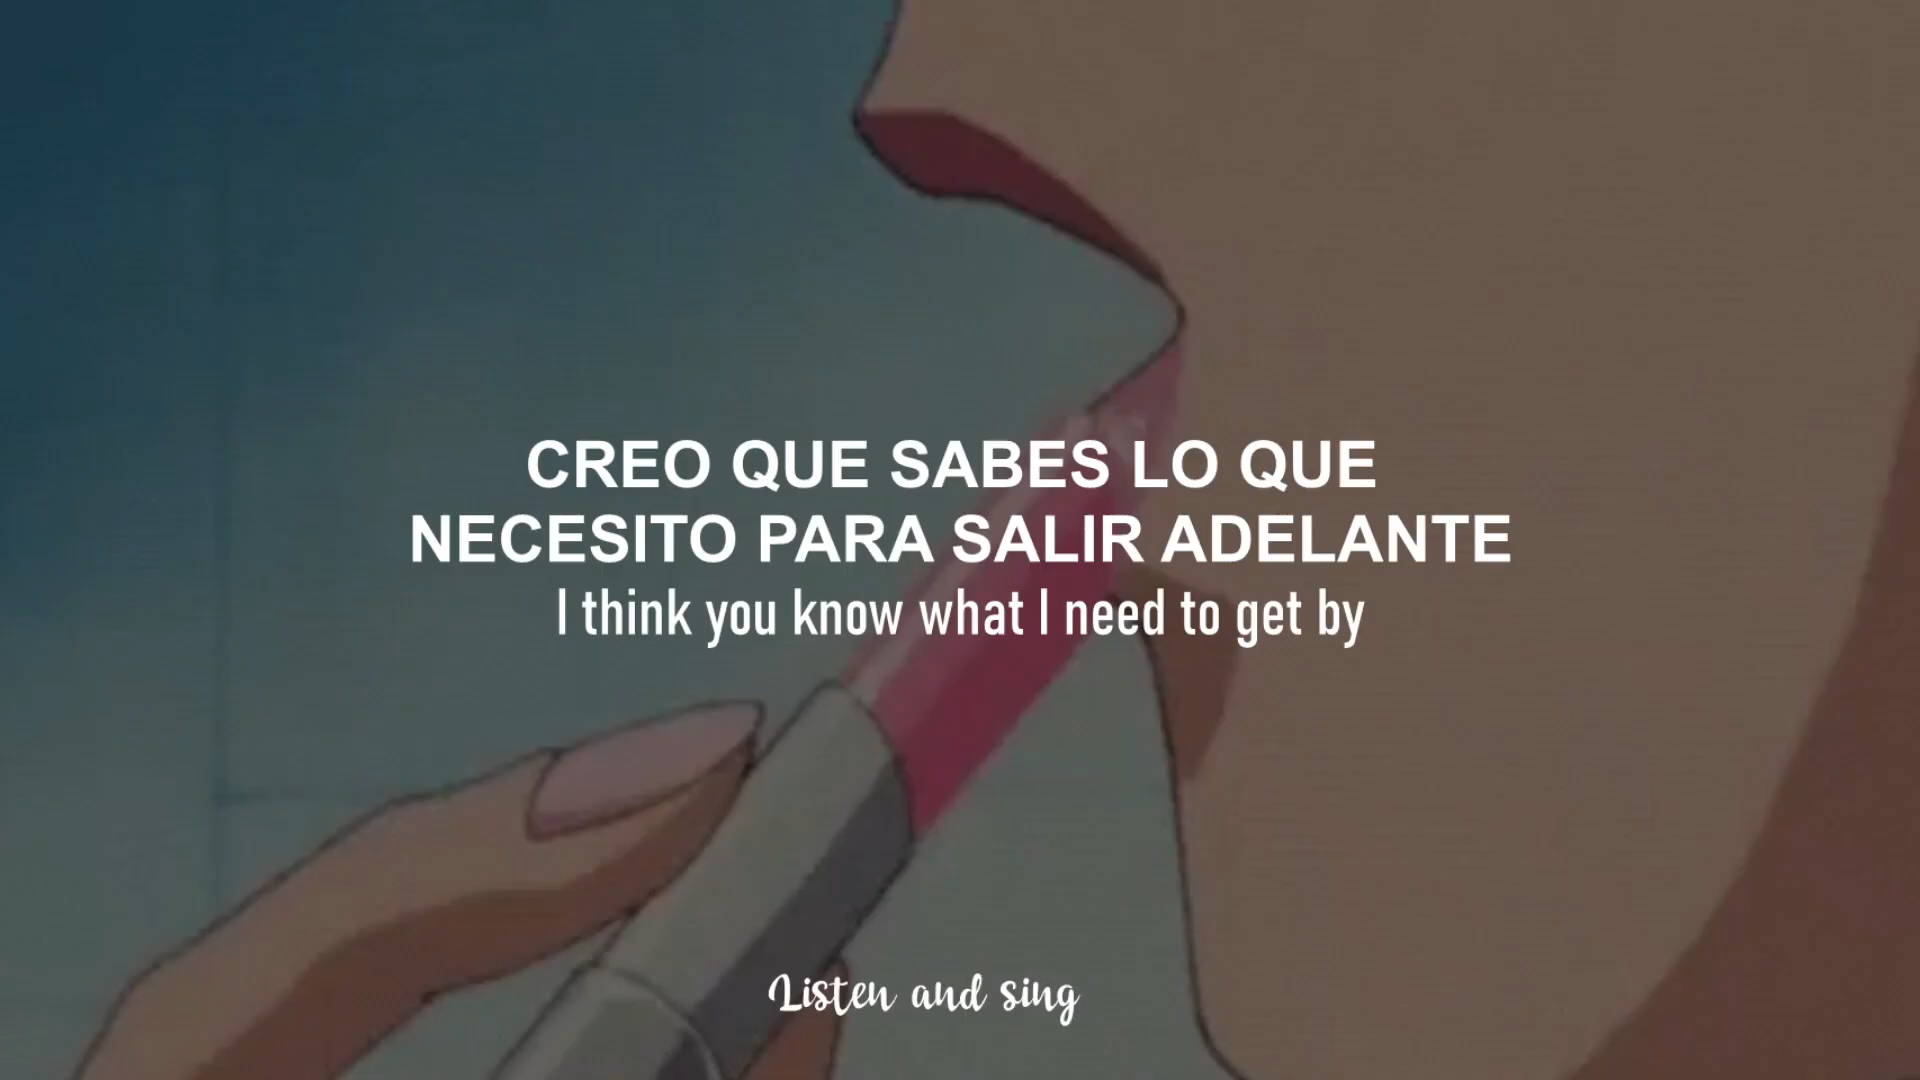 CREO QUE SABES LO QUE
NECESITO PARA SALIR ADELANTE
I think you know what I need to get by
Listen and sing